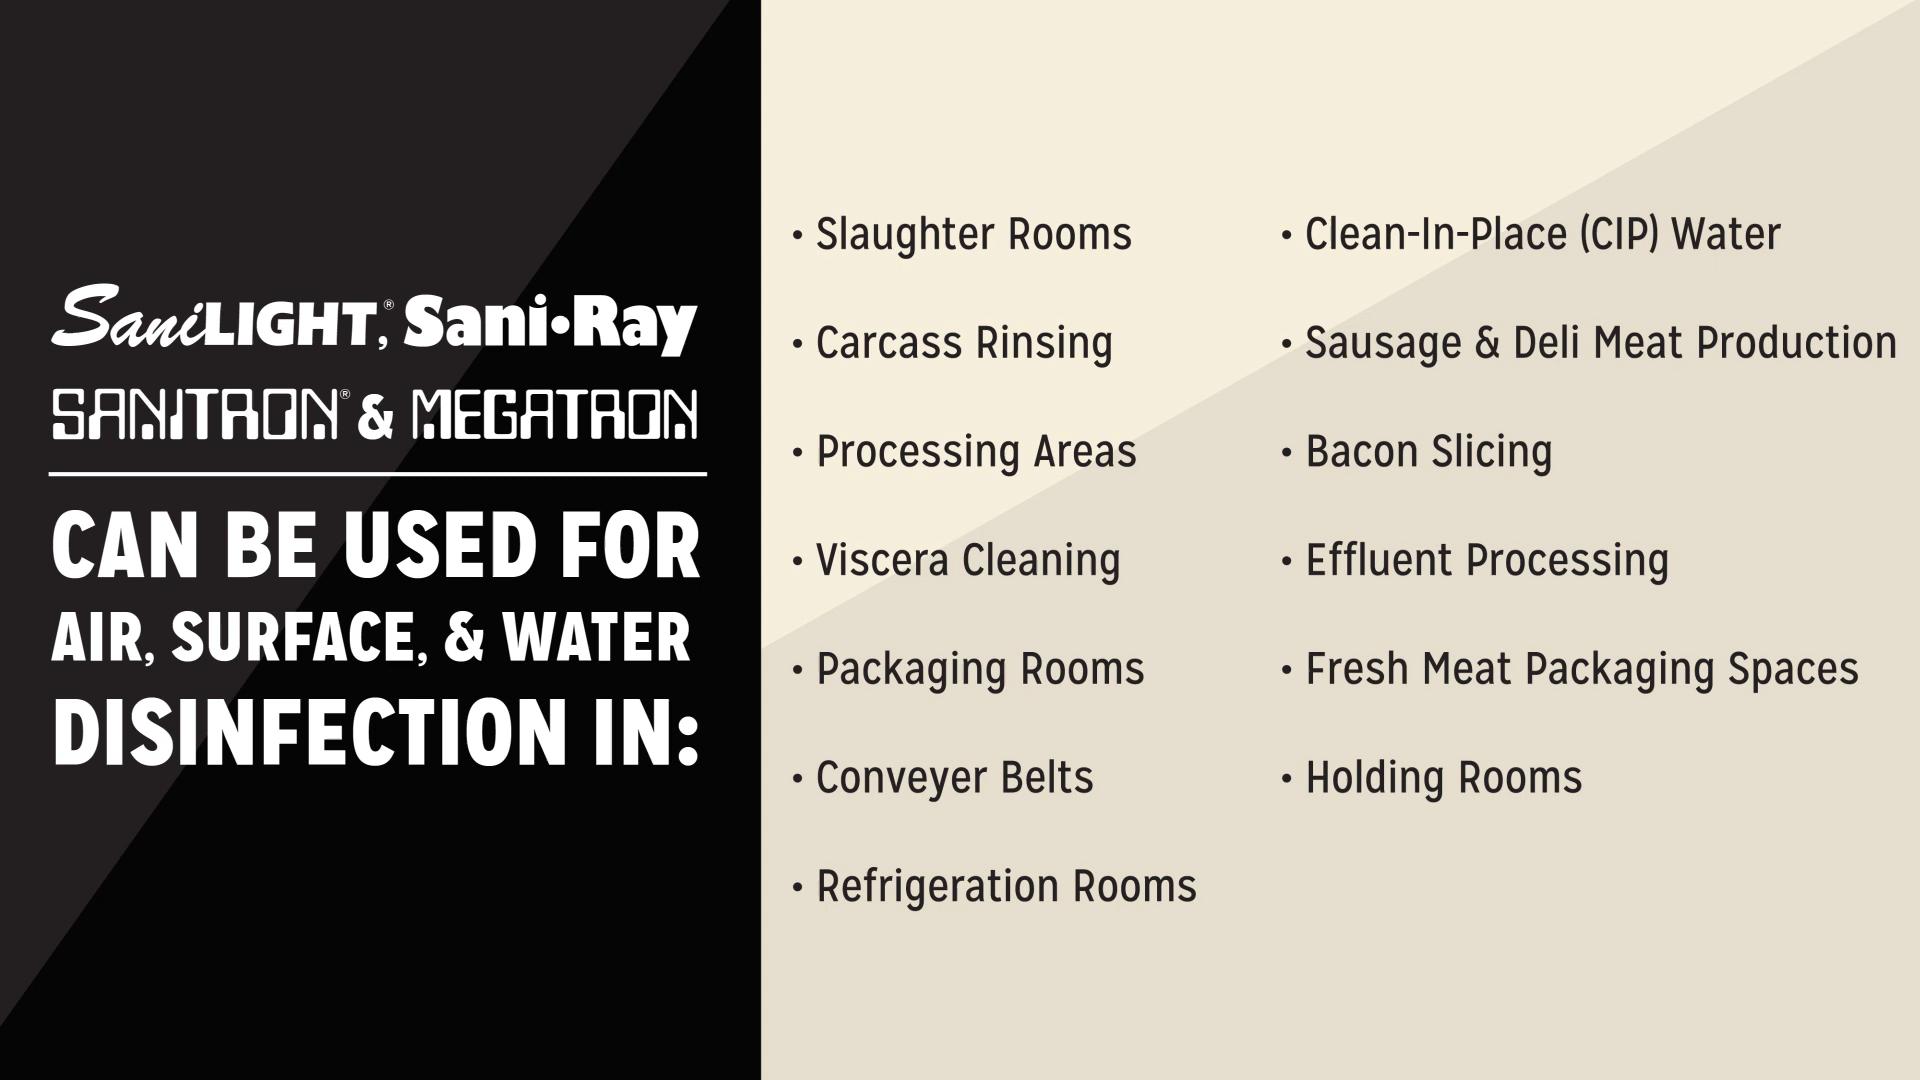 SaniLIGHT®, Sani•Ray
SANITRON® & MEGATRON
CAN BE USED FOR
AIR, SURFACE, & WATER
DISINFECTION IN:
• Slaughter Rooms
• Carcass Rinsing
• Processing Areas
• Viscera Cleaning
• Packaging Rooms
• Conveyer Belts
• Refrigeration Rooms
• Clean-In-Place (CIP) Water
• Sausage & Deli Meat Production
• Bacon Slicing
• Effluent Processing
• Fresh Meat Packaging Spaces
• Holding Rooms